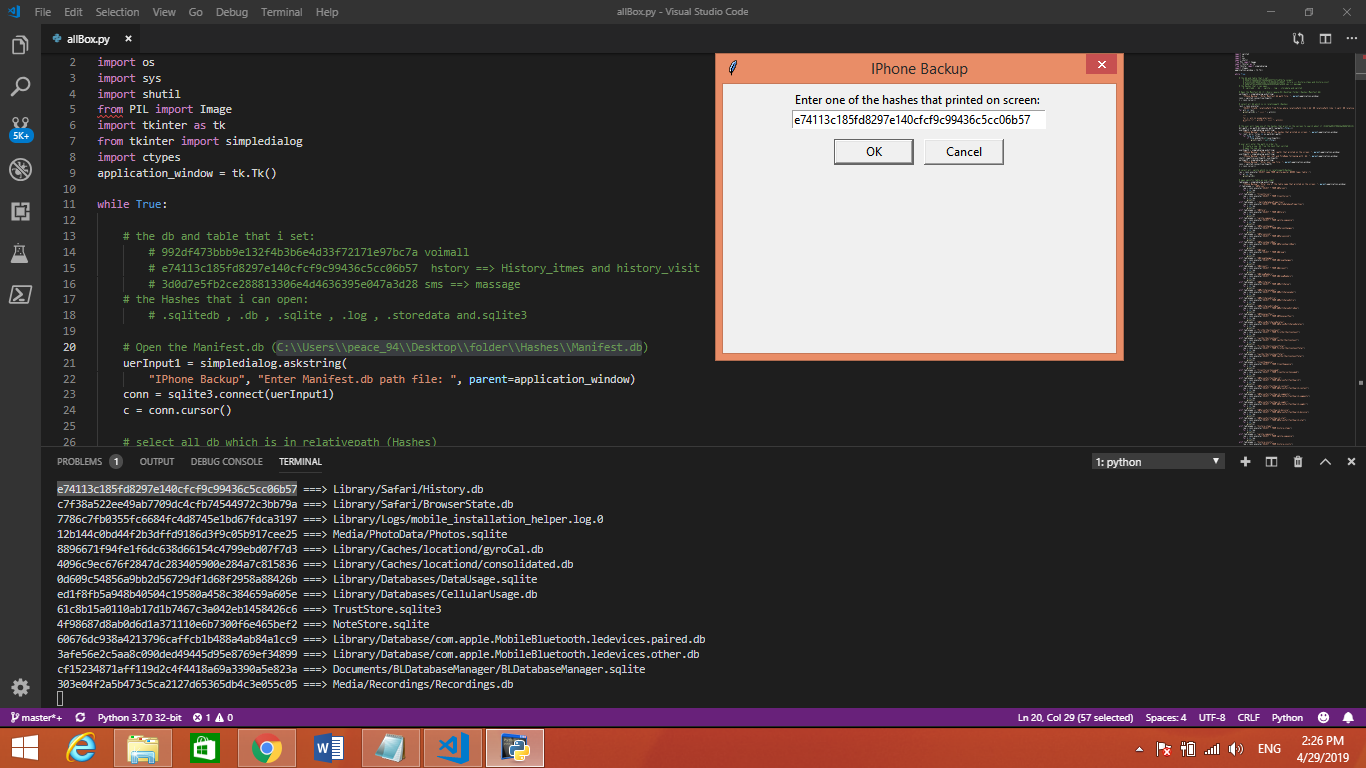 File Edit Selection View Go Debug Terminal Help
allBox.py - Visual Studio Code
allBox.py
2 import os
3 import sys
4 import shutil
5 from PIL import Image
6 import tkinter as tk
7 from tkinter import simpledialog
8 import ctypes
9 application_window = tk.Tk()
10
11 while True:
12
13 # the db and table that i set:
14 # 992df473bbb9e132f4b3b6e4d33f72171e97bc7a voimall
15 # e74113c185fd8297e140cfcf9c99436c5cc06b57 hstory ==> History_itmes and history_visit
16 # 3d0d7e5fb2ce288813306e4d4636395e047a3d28 sms ==> massage
17 # the Hashes that i can open:
18 # .sqlitedb , .db , .sqlite , .log , .storedata and.sqlite3
19
20 # Open the Manifest.db (C:\\Users\\peace_94\\Desktop\\folder\\Hashes\\Manifest.db)
21 uerInput1 = simpledialog.askstring(
22 "IPhone Backup", "Enter Manifest.db path file: ", parent=application_window)
23 conn = sqlite3.connect(uerInput1)
24 c = conn.cursor()
25
26 # select all db which is in relativepath (Hashes)
IPhone Backup
Enter one of the hashes that printed on screen:
e74113c185fd8297e140cfcf9c99436c5cc06b57
OK Cancel
5K+
PROBLEMS 1 OUTPUT DEBUG CONSOLE TERMINAL
1: python
e74113c185fd8297e140cfcf9c99436c5cc06b57 ===> Library/Safari/History.db
c7f38a522ee49ab7709dc4cfb74544972c3bb79a ===> Library/Safari/BrowserState.db
7786c7fb0355fc6684fc4d8745e1bd67fdca3197 ===> Library/Logs/mobile_installation_helper.log.0
12b144c0bd44f2b3dffd9186d3f9c05b917cee25 ===> Media/PhotoData/Photos.sqlite
8896671f94fe1f6dc638d66154c4799ebd07f7d3 ===> Library/Caches/locationd/gyroCal.db
4096c9ec676f2847dc283405900e284a7c815836 ===> Library/Caches/locationd/consolidated.db
0d609c54856a9bb2d56729df1d68f2958a88426b ===> Library/Databases/DataUsage.sqlite
ed1f8fb5a948b40504c19580a458c384659a605e ===> Library/Databases/CellularUsage.db
61c8b15a0110ab17d1b7467c3a042eb1458426c6 ===> TrustStore.sqlite3
4f98687d8ab0d6d1a371110e6b7300f6e465bef2 ===> NoteStore.sqlite
60676dc938a4213796caffcb1b488a4ab84a1cc9 ===> Library/Database/com.apple.MobileBluetooth.ledevices.paired.db
3afe56e2c5aa8c090ded49445d95e8769ef34899 ===> Library/Database/com.apple.MobileBluetooth.ledevices.other.db
cf15234871aff119d2c4f4418a69a3390a5e823a ===> Documents/BLDatabaseManager/BLDatabaseManager.sqlite
303e04f2a5b473c5ca2127d65365db4c3e055c05 ===> Media/Recordings/Recordings.db
master*+ Python 3.7.0 32-bit 1 0
Ln 20, Col 29 (57 selected) Spaces: 4 UTF-8 CRLF Python
ENG
2:26 PM
4/29/2019